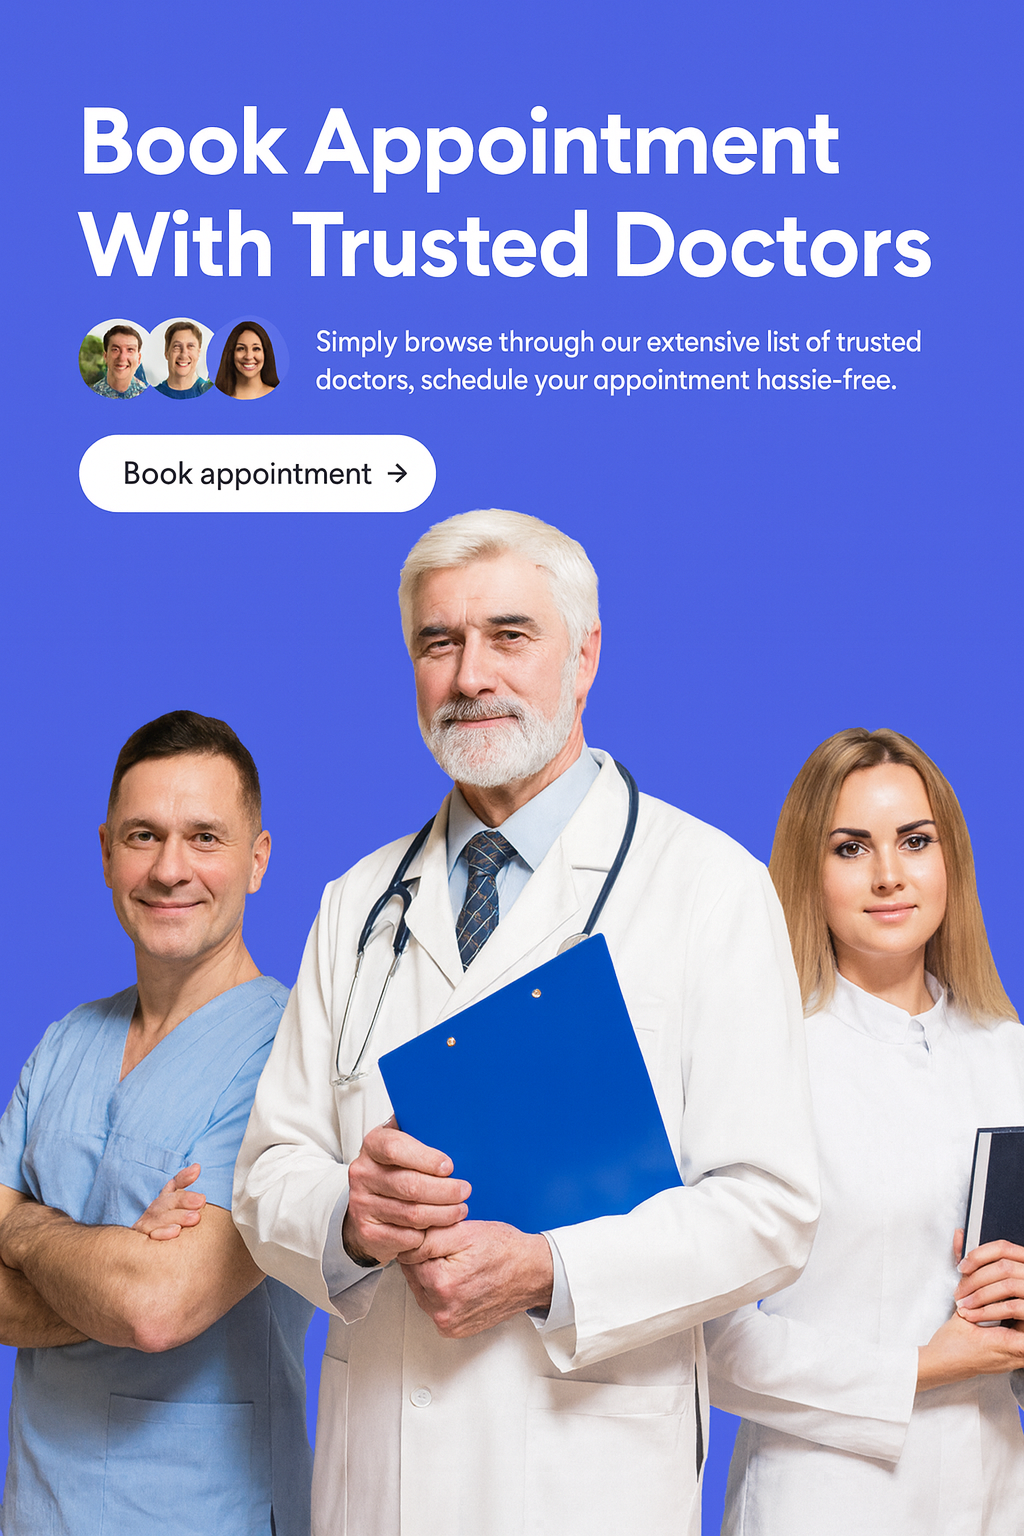 Book Appointment
With Trusted Doctors
Simply browse through our extensive list of trusted
doctors, schedule your appointment hassie-free.
Book appointment →